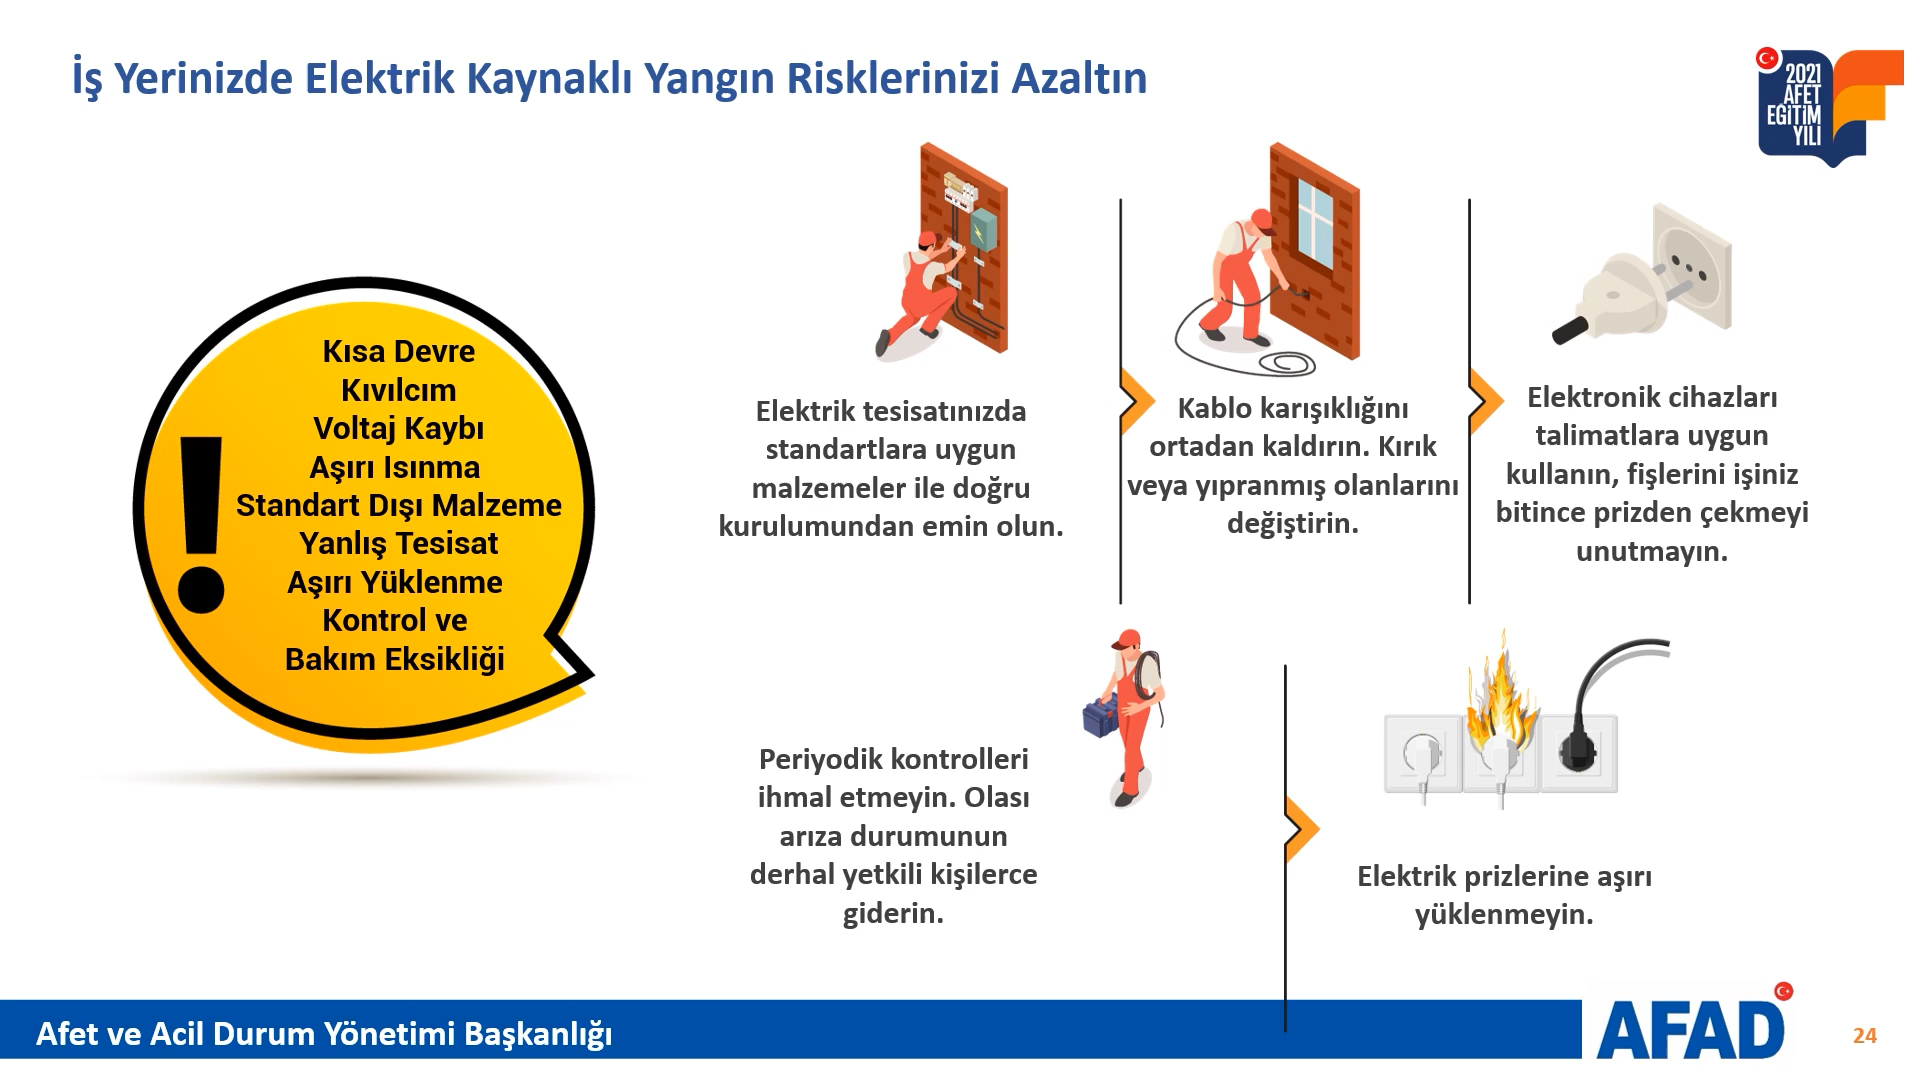 İş Yerinizde Elektrik Kaynaklı Yangın Risklerinizi Azaltın
2021
AFET
EĞİTİM
YILI
Kısa Devre
Kıvılcım
Voltaj Kaybı
Aşırı Isınma
Standart Dışı Malzeme
Yanlış Tesisat
Aşırı Yüklenme
Kontrol ve
Bakım Eksikliği
!
Elektrik tesisatınızda
standartlara uygun
malzemeler ile doğru
kurulumundan emin olun.
Kablo karışıklığını
ortadan kaldırın. Kırık
veya yıpranmış olanlarını
değiştirin.
Elektronik cihazları
talimatlara uygun
kullanın, fişlerini işiniz
bitince prizden çekmeyi
unutmayın.
Periyodik kontrolleri
ihmal etmeyin. Olası
arıza durumunun
derhal yetkili kişilerce
giderin.
Elektrik prizlerine aşırı
yüklenmeyin.
Afet ve Acil Durum Yönetimi Başkanlığı
AFAD
24